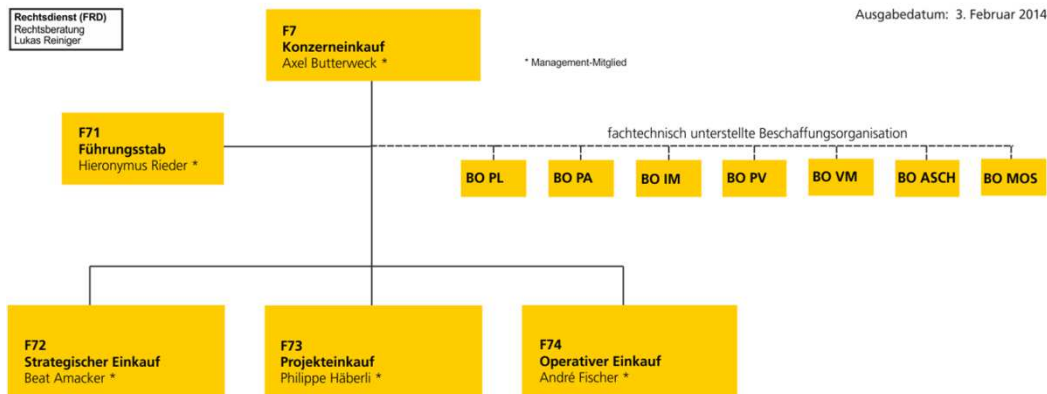 Rechtsdienst (FRD)
Rechtsberatung
Lukas Reiniger
Ausgabedatum: 3. Februar 2014
F7
Konzerneinkauf
Axel Butterweck *
* Management-Mitglied
F71
Führungsstab
Hieronymus Rieder *
fachtechnisch unterstellte Beschaffungsorganisation
BO PL
BO PA
BO IM
BO PV
BO VM
BO ASCH
BO MOS
F72
Strategischer Einkauf
Beat Amacker *
F73
Projekteinkauf
Philippe Häberli *
F74
Operativer Einkauf
André Fischer *